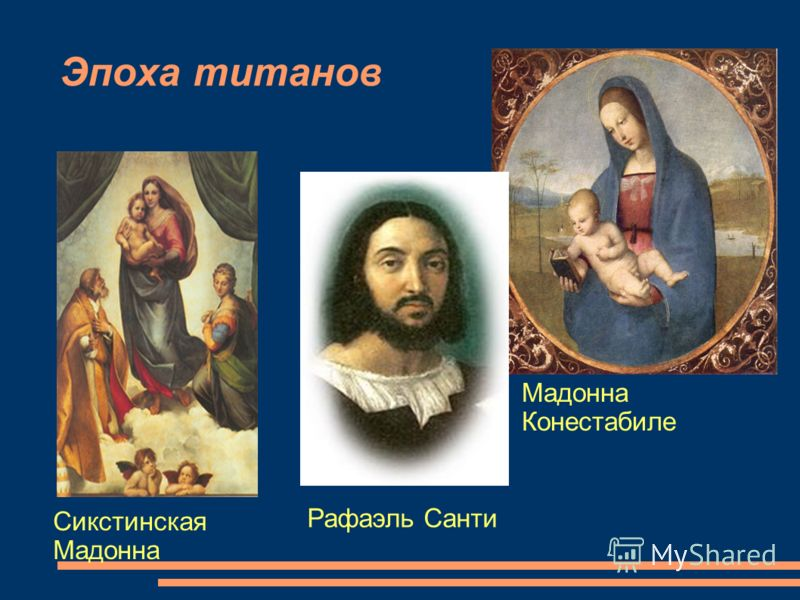 Эпоха титанов
Мадонна
Конестабиле
Сикстинская
Мадонна
Рафаэль Санти
MyShared